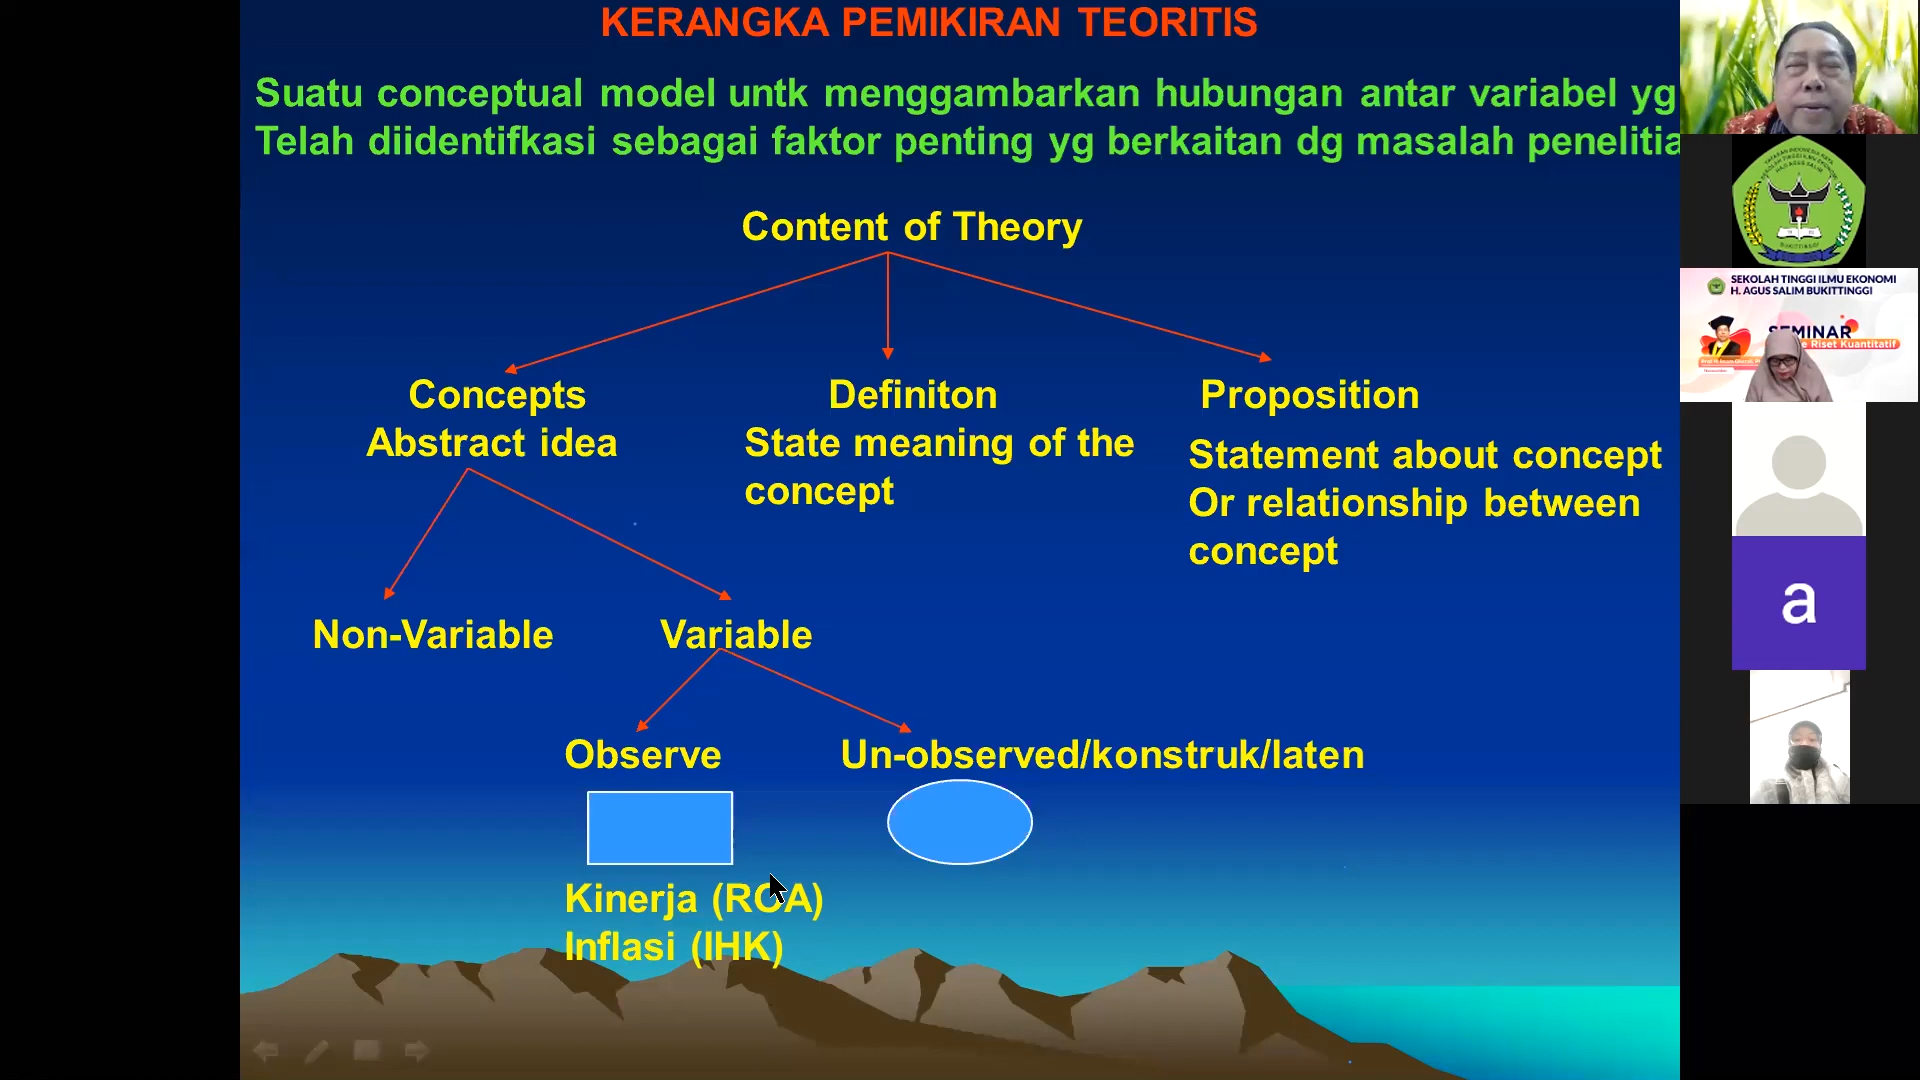 KERANGKA PEMIKIRAN TEORITIS
Suatu conceptual model untk menggambarkan hubungan antar variabel yg
Telah diidentifkasi sebagai faktor penting yg berkaitan dg masalah penelitia
Content of Theory
Concepts
Abstract idea
Definiton
State meaning of the
concept
Proposition
Statement about concept
Or relationship between
concept
Non-Variable
Variable
Observe
Un-observed/konstruk/laten
Kinerja (ROA)
Inflasi (IHK)
BUKITTINGGI
SEKOLAH TINGGI ILMU EKONOMI
H. AGUS SALIM BUKITTINGGI
SEMINAR
Riset Kuantitatif
a